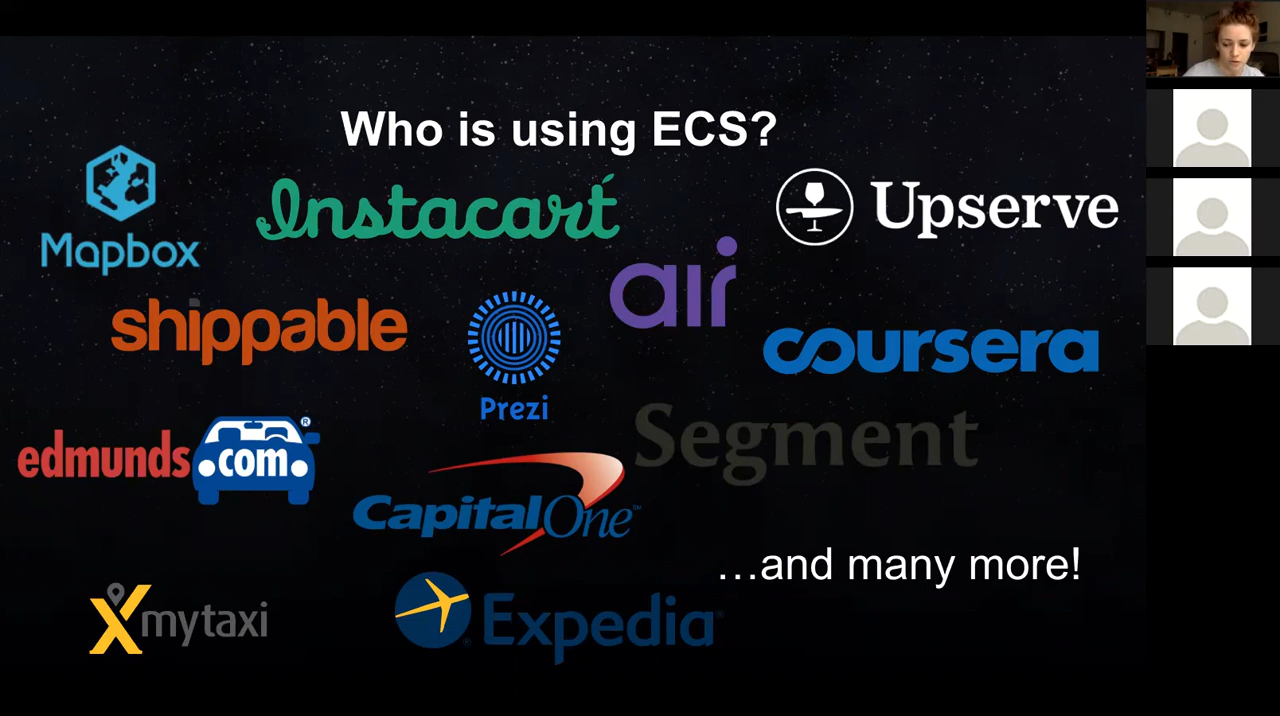 Who is using ECS?
Mapbox
Instacart
Upserve
air
shippable
Prezi
coursera
edmunds.com®
Segment
CapitalOne™
…and many more!
mytaxi
Expedia®